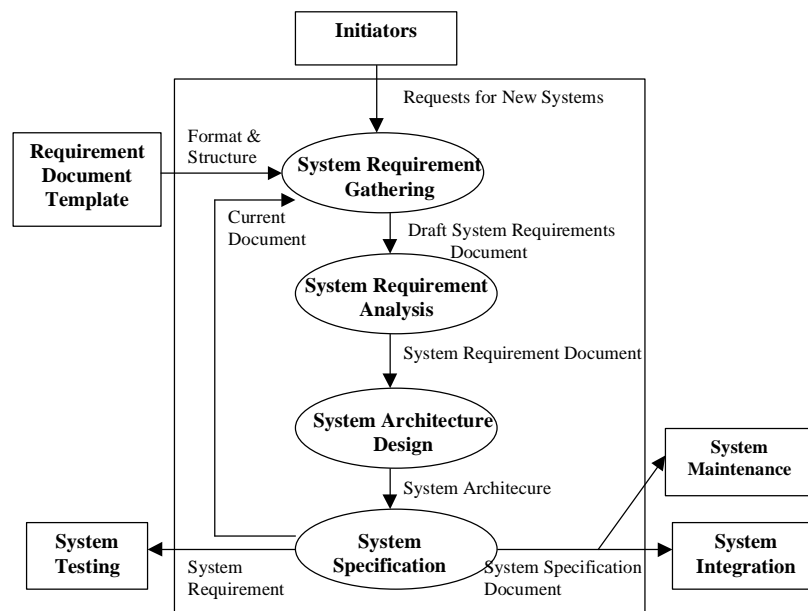 Initiators
Requests for New Systems
Format &
Structure
Requirement
Document
Template
System Requirement
Gathering
Current
Document
Draft System Requirements
Document
System Requirement
Analysis
System Requirement Document
System Architecture
Design
System
Maintenance
System Architecure
System
Testing
System
Requirement
System
Specification
System Specification
Document
System
Integration